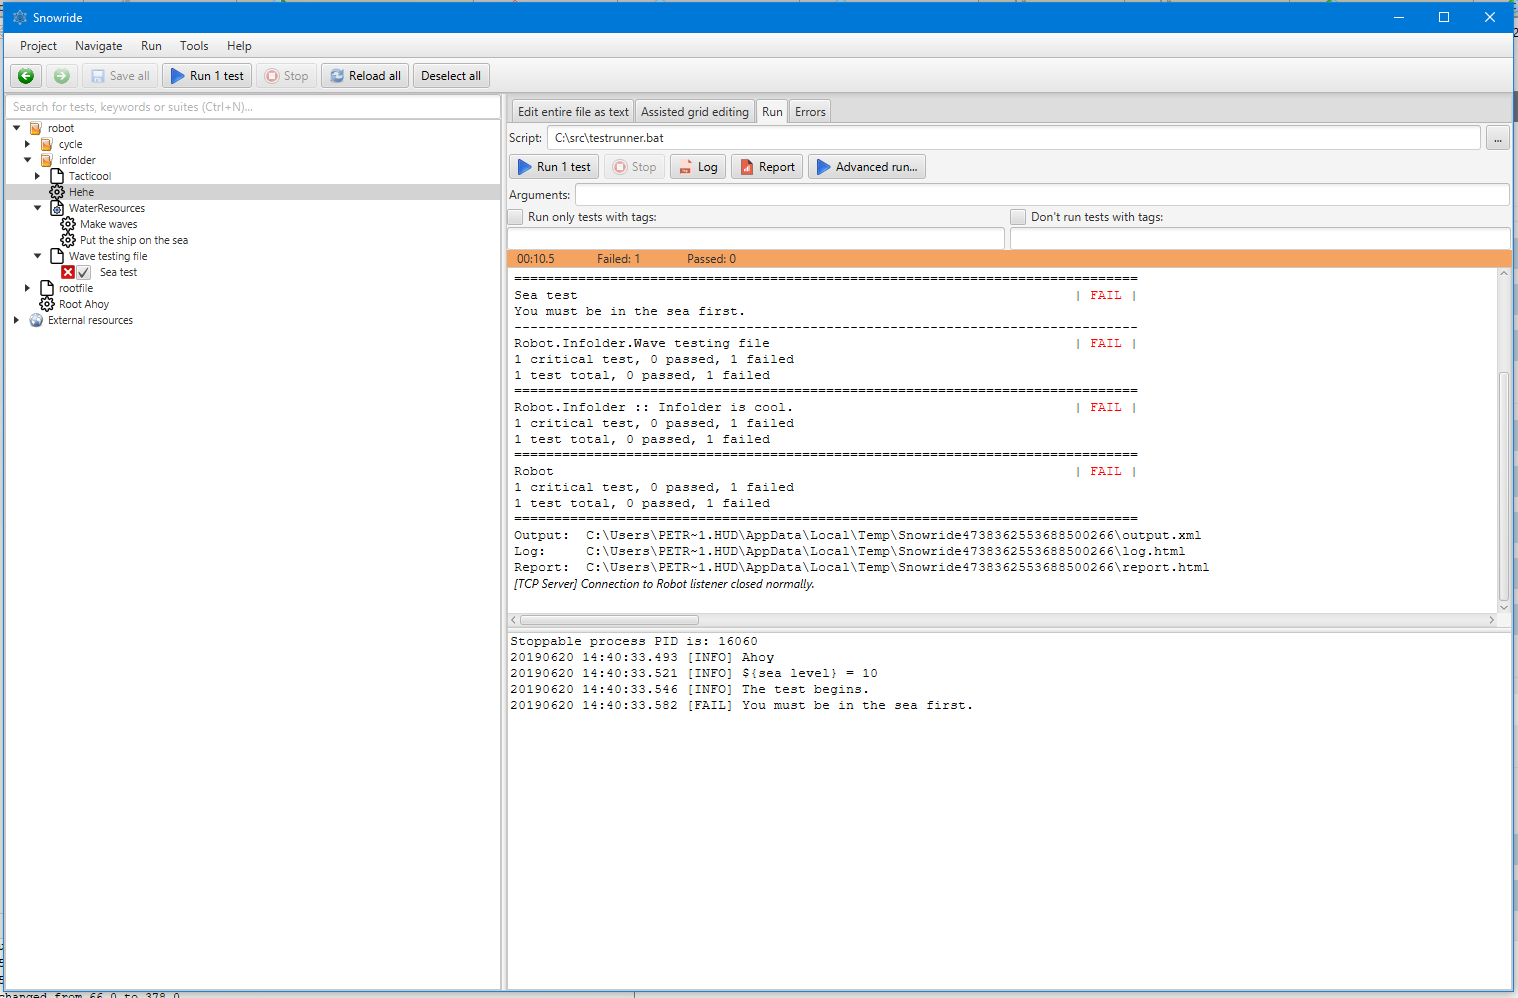 Snowride
Project Navigate Run Tools Help
Save all Run 1 test Stop Reload all Deselect all
Search for tests, keywords or suites (Ctrl+N)...
robot
cycle
infolder
Tacticool
Hehe
WaterResources
Make waves
Put the ship on the sea
Wave testing file
Sea test
rootfile
Root Ahoy
External resources
Edit entire file as text Assisted grid editing Run Errors
Script: C:\src\testrunner.bat ...
Run 1 test Stop Log Report Advanced run...
Arguments:
Run only tests with tags: Don't run tests with tags:
00:10.5 Failed: 1 Passed: 0
==============================================================================
Sea test | FAIL |
You must be in the sea first.
------------------------------------------------------------------------------
Robot.Infolder.Wave testing file | FAIL |
1 critical test, 0 passed, 1 failed
1 test total, 0 passed, 1 failed
==============================================================================
Robot.Infolder :: Infolder is cool. | FAIL |
1 critical test, 0 passed, 1 failed
1 test total, 0 passed, 1 failed
==============================================================================
Robot | FAIL |
1 critical test, 0 passed, 1 failed
1 test total, 0 passed, 1 failed
==============================================================================
Output: C:\Users\PETR~1.HUD\AppData\Local\Temp\Snowride4738362553688500266\output.xml
Log: C:\Users\PETR~1.HUD\AppData\Local\Temp\Snowride4738362553688500266\log.html
Report: C:\Users\PETR~1.HUD\AppData\Local\Temp\Snowride4738362553688500266\report.html
[TCP Server] Connection to Robot listener closed normally.
Stoppable process PID is: 16060
20190620 14:40:33.493 [INFO] Ahoy
20190620 14:40:33.521 [INFO] ${sea level} = 10
20190620 14:40:33.546 [INFO] The test begins.
20190620 14:40:33.582 [FAIL] You must be in the sea first.
changed from 66.0 to 378.0